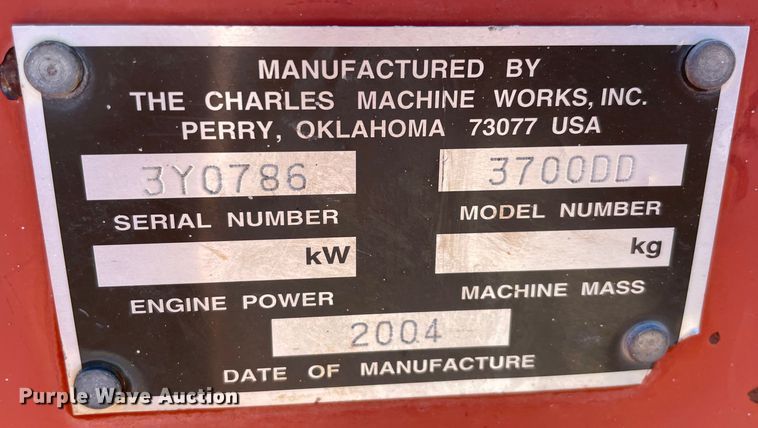 MANUFACTURED BY
THE CHARLES MACHINE WORKS, INC.
PERRY, OKLAHOMA 73077 USA
3Y0786 3700DD
SERIAL NUMBER MODEL NUMBER
kW kg
ENGINE POWER MACHINE MASS
2004
DATE OF MANUFACTURE
Purple Wave Auction